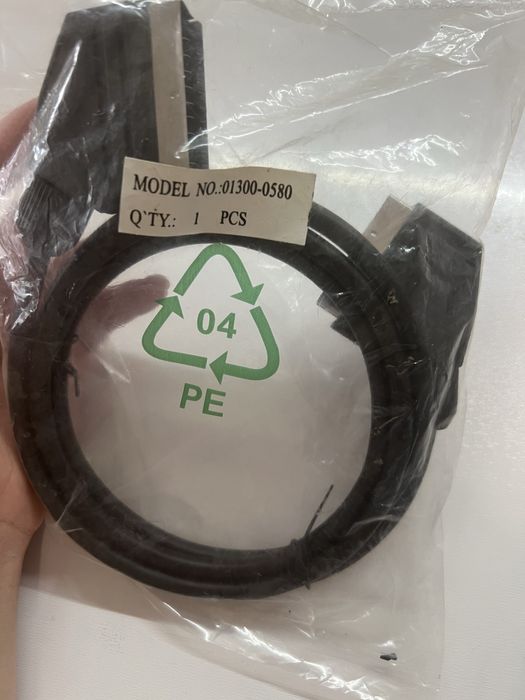 MODEL NO.:01300-0580
Q`TY.: 1 PCS
04
PE